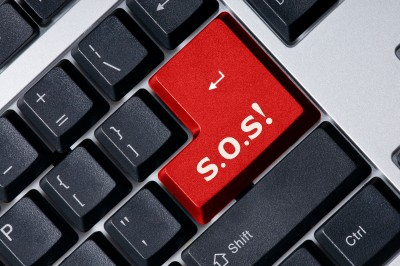 \ /
+ =
} ]
{ [
" '
P
S.O.S!
Shift
Ctrl